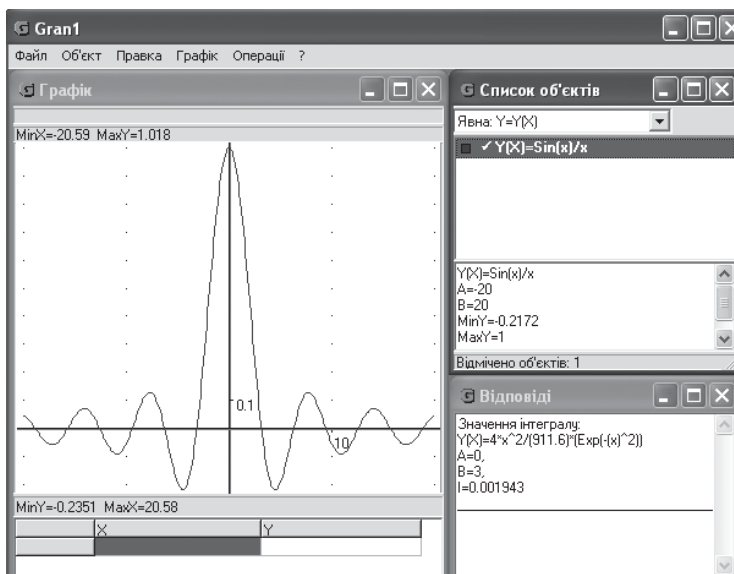 Gran1
Файл Об'єкт Правка Графік Операції ?
Графік
MinX=-20.59 MaxY=1.018
0.1
10
MinY=-0.2351 MaxX=20.58
X Y
Список об'єктів
Явна: Y=Y(X)
✓ Y(X)=Sin(x)/x
Y(X)=Sin(x)/x
A=-20
B=20
MinY=-0.2172
MaxY=1
Відмічено об'єктів: 1
Відповіді
Значення інтегралу:
Y(X)=4*x^2/(911.6)*(Exp(-(x)^2))
A=0,
B=3,
I=0.001943